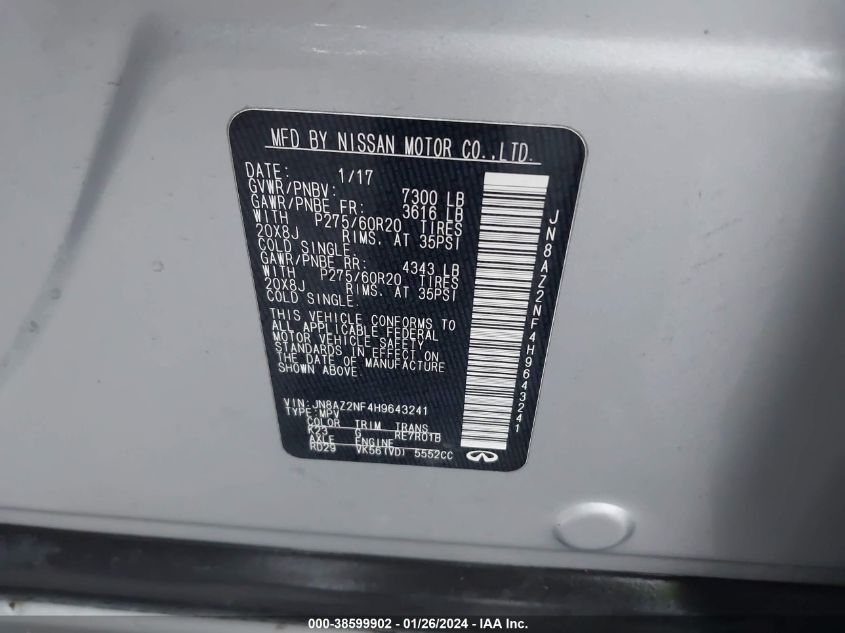 MFD BY NISSAN MOTOR CO.,LTD.
DATE: 1/17
GVWR/PNBV: 7300 LB
GAWR/PNBE FR: 3616 LB
WITH P275/60R20 TIRES
20X8J RIMS. AT 35PSI
COLD SINGLE.
GAWR/PNBE RR: 4343 LB
WITH P275/60R20 TIRES
20X8J RIMS. AT 35PSI
COLD SINGLE.
THIS VEHICLE CONFORMS TO
ALL APPLICABLE FEDERAL
MOTOR VEHICLE SAFETY
STANDARDS IN EFFECT ON
THE DATE OF MANUFACTURE
SHOWN ABOVE.
VIN: JN8AZ2NF4H9643241
TYPE: MPV
COLOR TRIM TRANS
K23 G RE7R01B
AXLE ENGINE
RD29 VK56(VD) 5552CC
JN8AZ2NF4H9643241
000-38599902 - 01/26/2024 - IAA Inc.